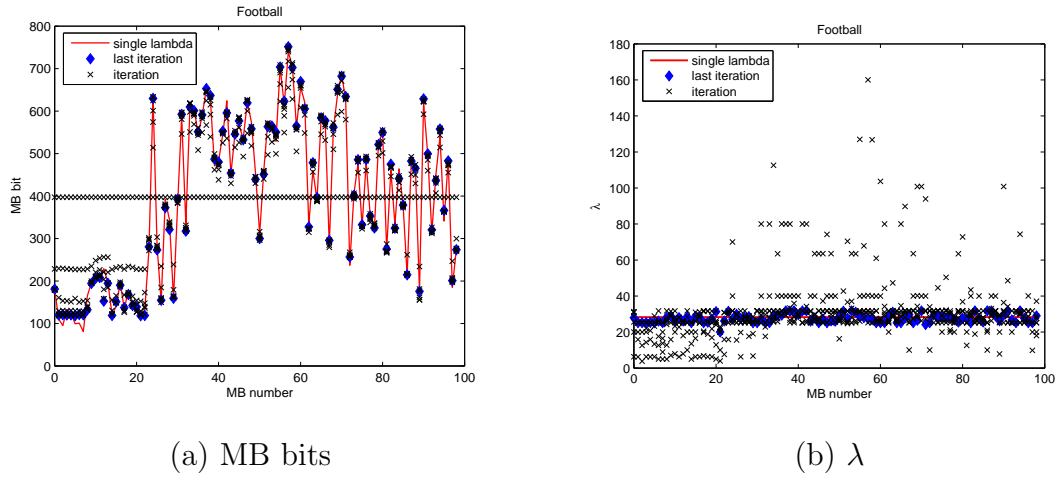 Football
single lambda
last iteration
iteration
MB bit
800
700
600
500
400
300
200
100
0
0 20 40 60 80 100
MB number
(a) MB bits
Football
single lambda
last iteration
iteration
λ
180
160
140
120
100
80
60
40
20
0
0 20 40 60 80 100
MB number
(b) λ